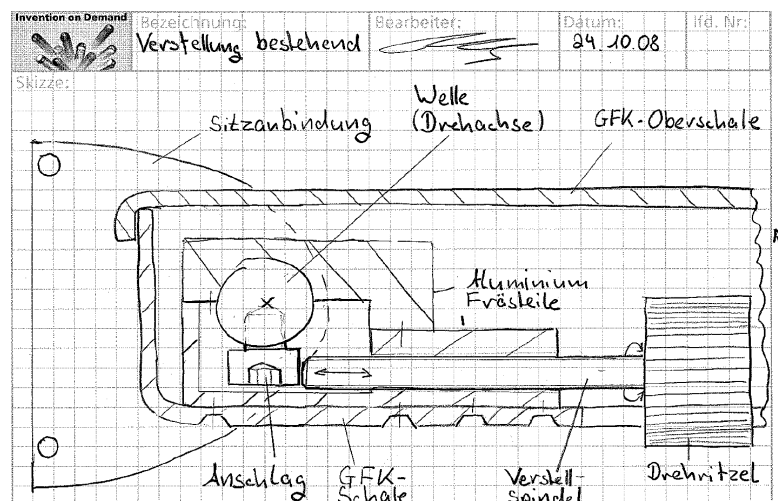 Invention on Demand
Bezeichnung:
Verstellung bestehend
Bearbeiter:
Datum:
24.10.08
lfd. Nr:
Skizze:
Welle
(Drehachse)
Sitzanbindung
GFK-Oberschale
Aluminium
Frästeile
Anschlag
GFK-
Schale
Verstell-
spindel
Drehritzel